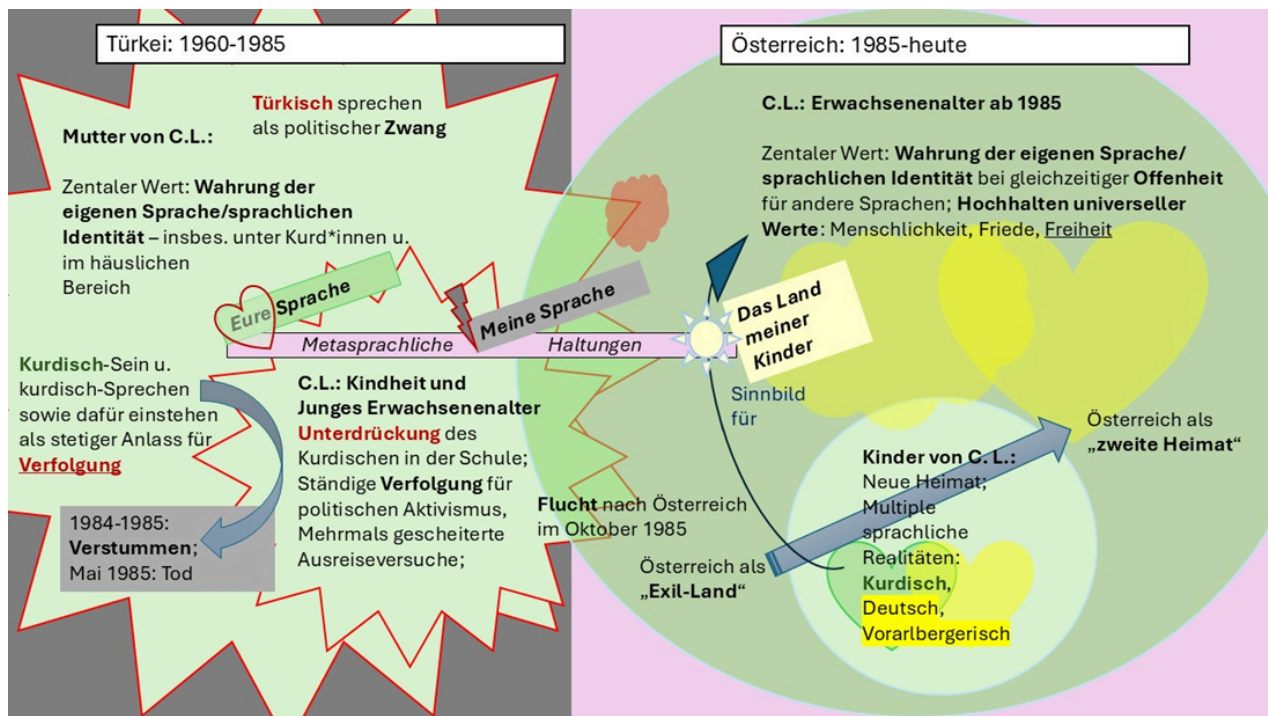 Türkei: 1960-1985
Türkisch sprechen
als politischer Zwang
Mutter von C.L.:
Zentaler Wert: Wahrung der
eigenen Sprache/sprachlichen
Identität – insbes. unter Kurd*innen u.
im häuslichen
Bereich
Eure Sprache
Meine Sprache
Metasprachliche Haltungen
Kurdisch-Sein u.
kurdisch-Sprechen
sowie dafür einstehen
als stetiger Anlass für
Verfolgung
1984-1985:
Verstummen;
Mai 1985: Tod
C.L.: Kindheit und
Junges Erwachsenenalter
Unterdrückung des
Kurdischen in der Schule;
Ständige Verfolgung für
politischen Aktivismus,
Mehrmals gescheiterte
Ausreiseversuche;
Flucht nach Österreich
im Oktober 1985
Österreich: 1985-heute
C.L.: Erwachsenenalter ab 1985
Zentaler Wert: Wahrung der eigenen Sprache/
sprachlichen Identität bei gleichzeitiger Offenheit
für andere Sprachen; Hochhalten universeller
Werte: Menschlichkeit, Friede, Freiheit
Das Land
meiner
Kinder
Sinnbild
für
Österreich als
„Exil-Land“
Österreich als
„zweite Heimat“
Kinder von C. L.:
Neue Heimat;
Multiple
sprachliche
Realitäten:
Kurdisch,
Deutsch,
Vorarlbergerisch